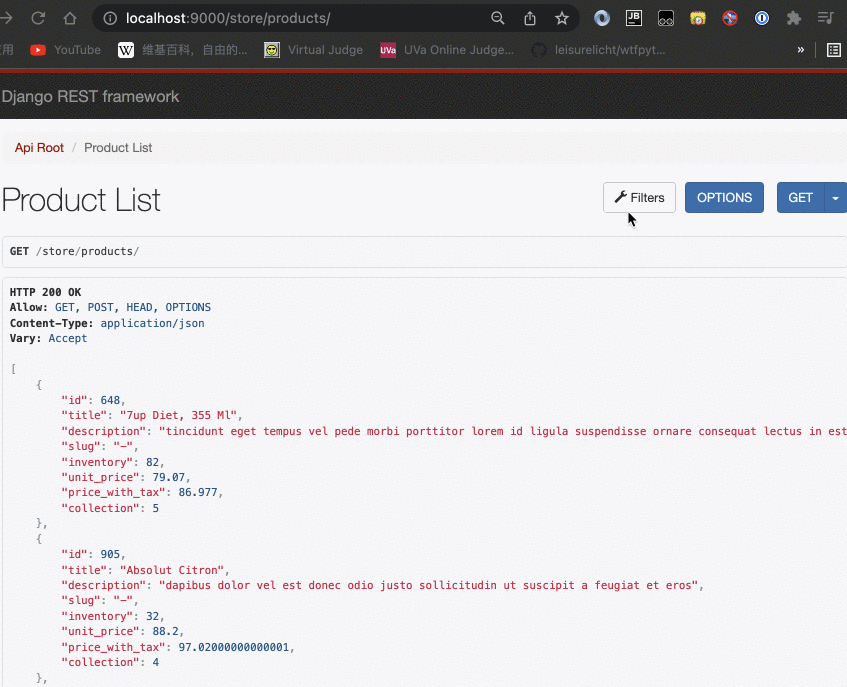 localhost:9000/store/products/
用 YouTube W 维基百科，自由的... Virtual Judge UVa UVa Online Judge... leisurelicht/wtfpyt... »
JB
Django REST framework
Api Root / Product List
Product List
Filters OPTIONS GET
GET /store/products/
HTTP 200 OK
Allow: GET, POST, HEAD, OPTIONS
Content-Type: application/json
Vary: Accept
[
{
"id": 648,
"title": "7up Diet, 355 Ml",
"description": "tincidunt eget tempus vel pede morbi porttitor lorem id ligula suspendisse ornare consequat lectus in est
"slug": "-",
"inventory": 82,
"unit_price": 79.07,
"price_with_tax": 86.977,
"collection": 5
},
{
"id": 905,
"title": "Absolut Citron",
"description": "dapibus dolor vel est donec odio justo sollicitudin ut suscipit a feugiat et eros",
"slug": "-",
"inventory": 32,
"unit_price": 88.2,
"price_with_tax": 97.02000000000001,
"collection": 4
},